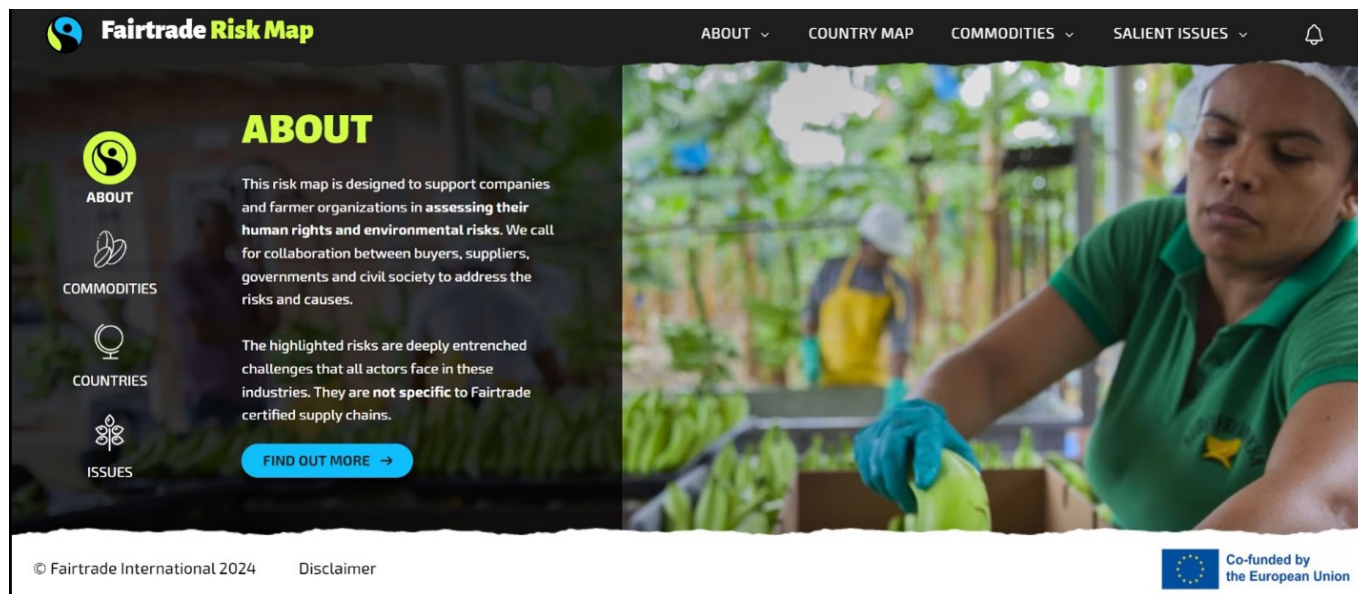 Fairtrade Risk Map
ABOUT
COUNTRY MAP
COMMODITIES
SALIENT ISSUES
ABOUT
COMMODITIES
COUNTRIES
ISSUES
ABOUT
This risk map is designed to support companies
and farmer organizations in assessing their
human rights and environmental risks. We call
for collaboration between buyers, suppliers,
governments and civil society to address the
risks and causes.
The highlighted risks are deeply entrenched
challenges that all actors face in these
industries. They are not specific to Fairtrade
certified supply chains.
FIND OUT MORE →
© Fairtrade International 2024
Disclaimer
Co-funded by
the European Union